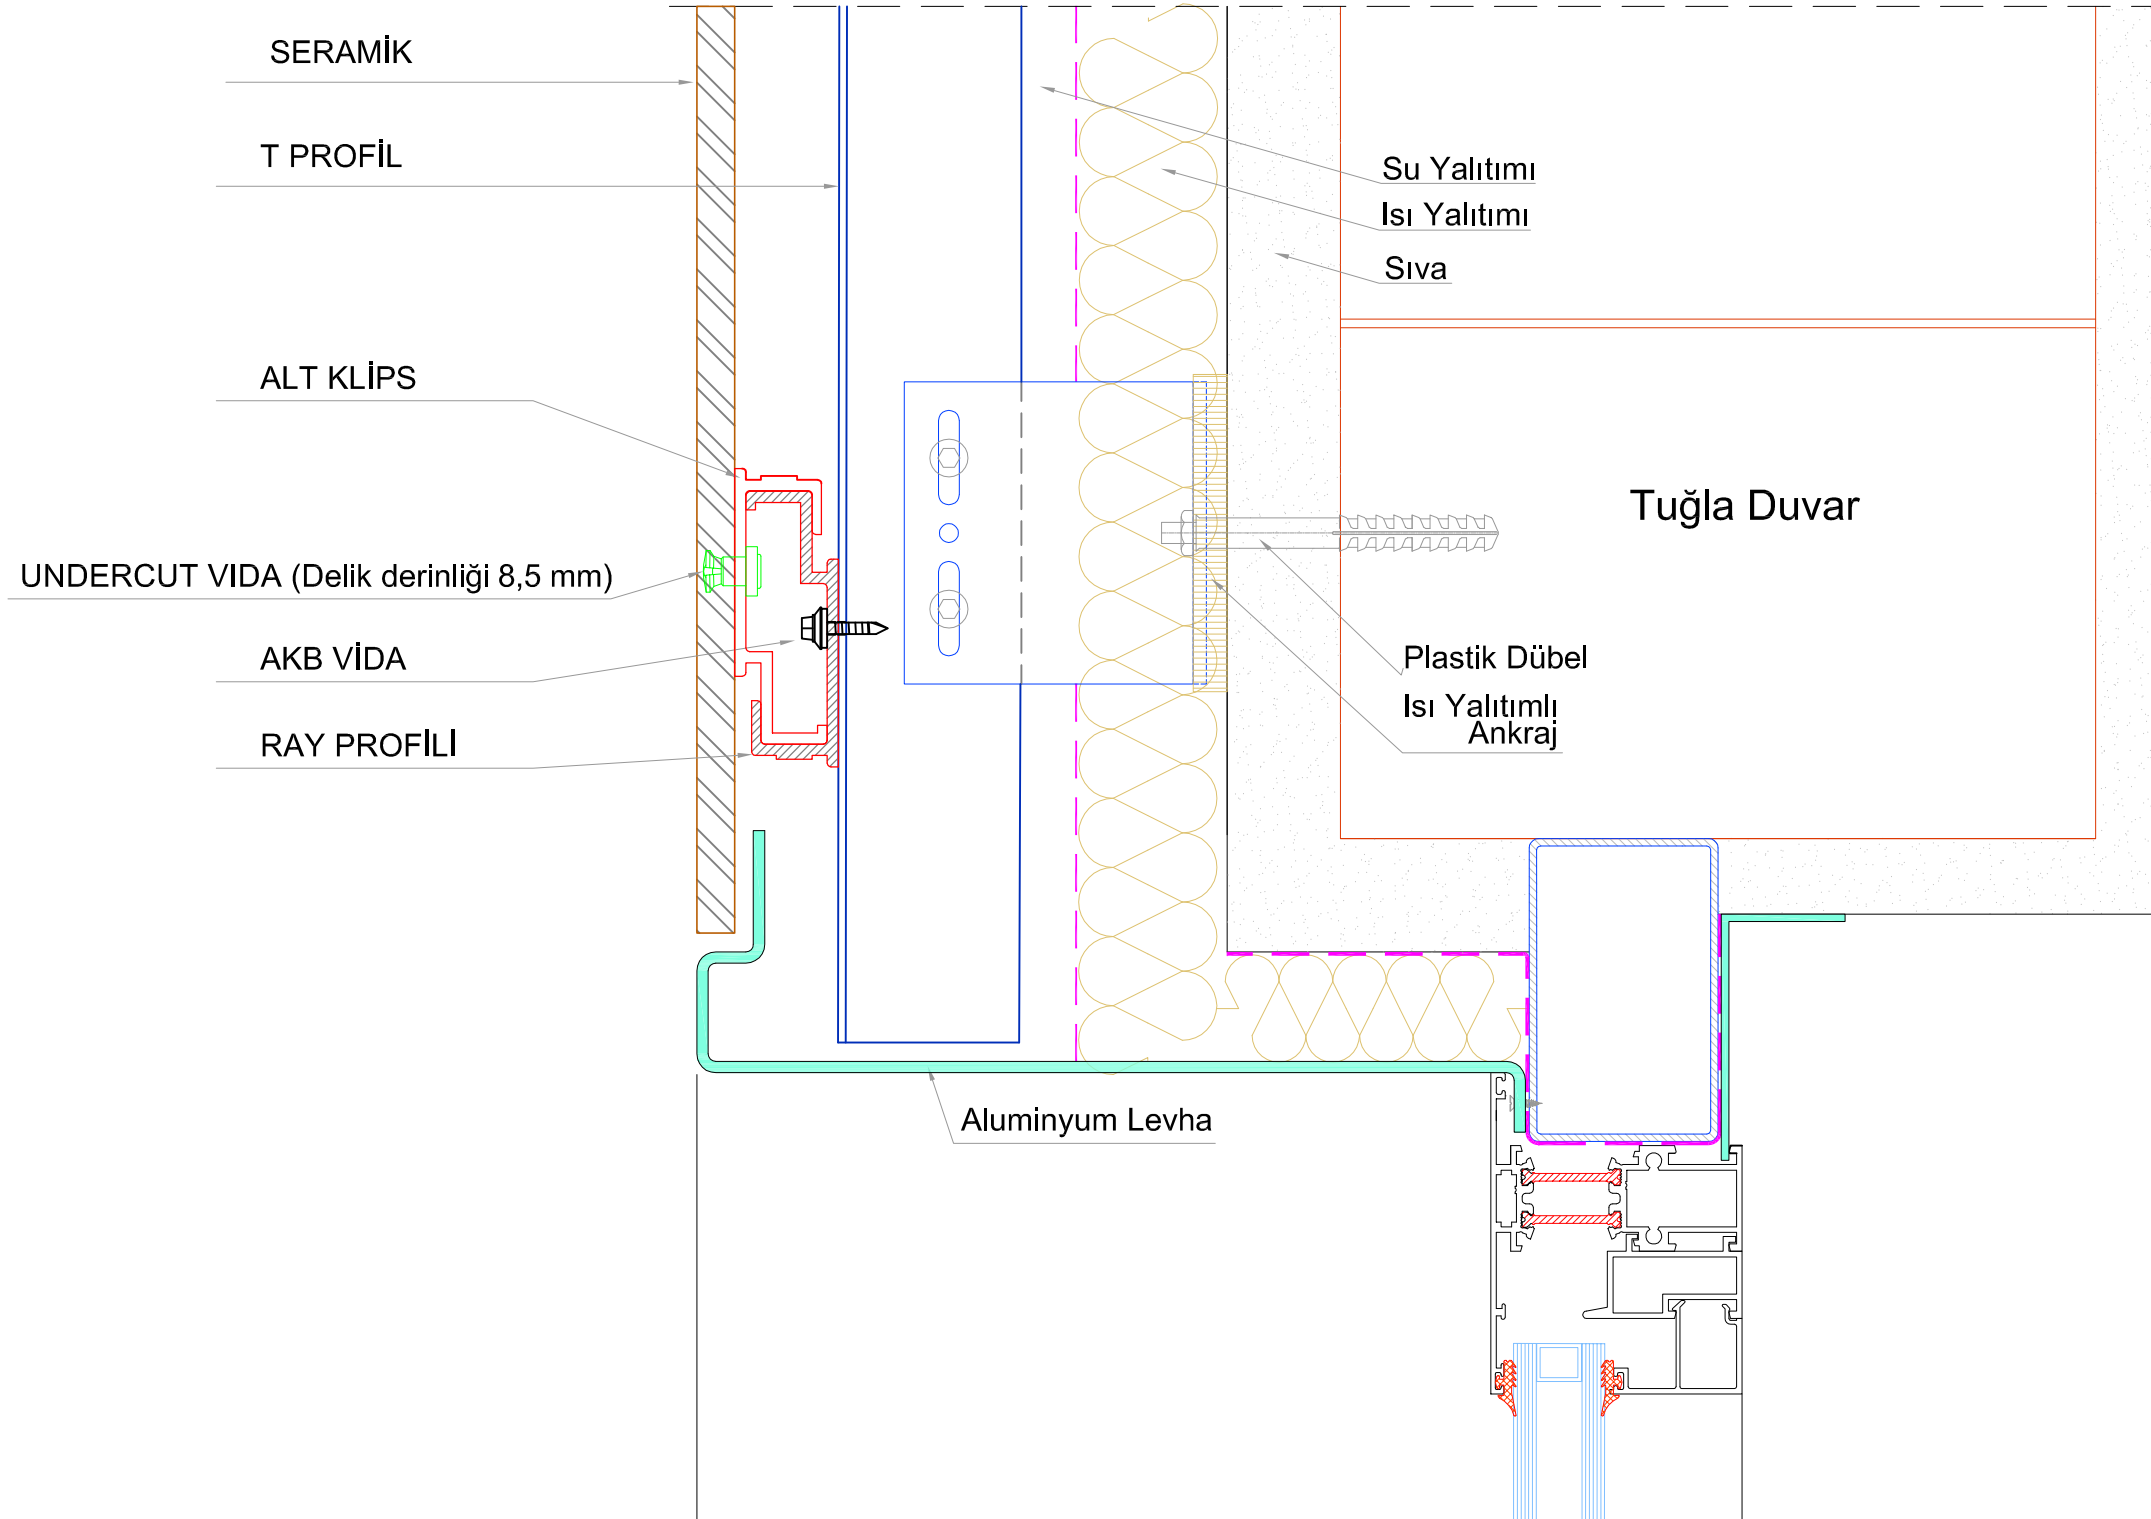 SERAMİK
T PROFİL
ALT KLİPS
UNDERCUT VIDA (Delik derinliği 8,5 mm)
AKB VİDA
RAY PROFİLİ
Su Yalıtımı
Isı Yalıtımı
Sıva
Tuğla Duvar
Plastik Dübel
Isı Yalıtımlı
Ankraj
Aluminyum Levha